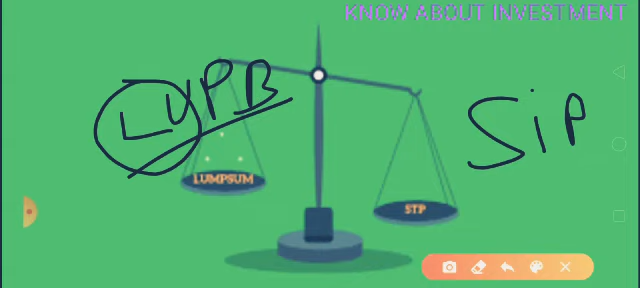 KNOW ABOUT INVESTMENT
LUPB
SiP
LUMPSUM
STP